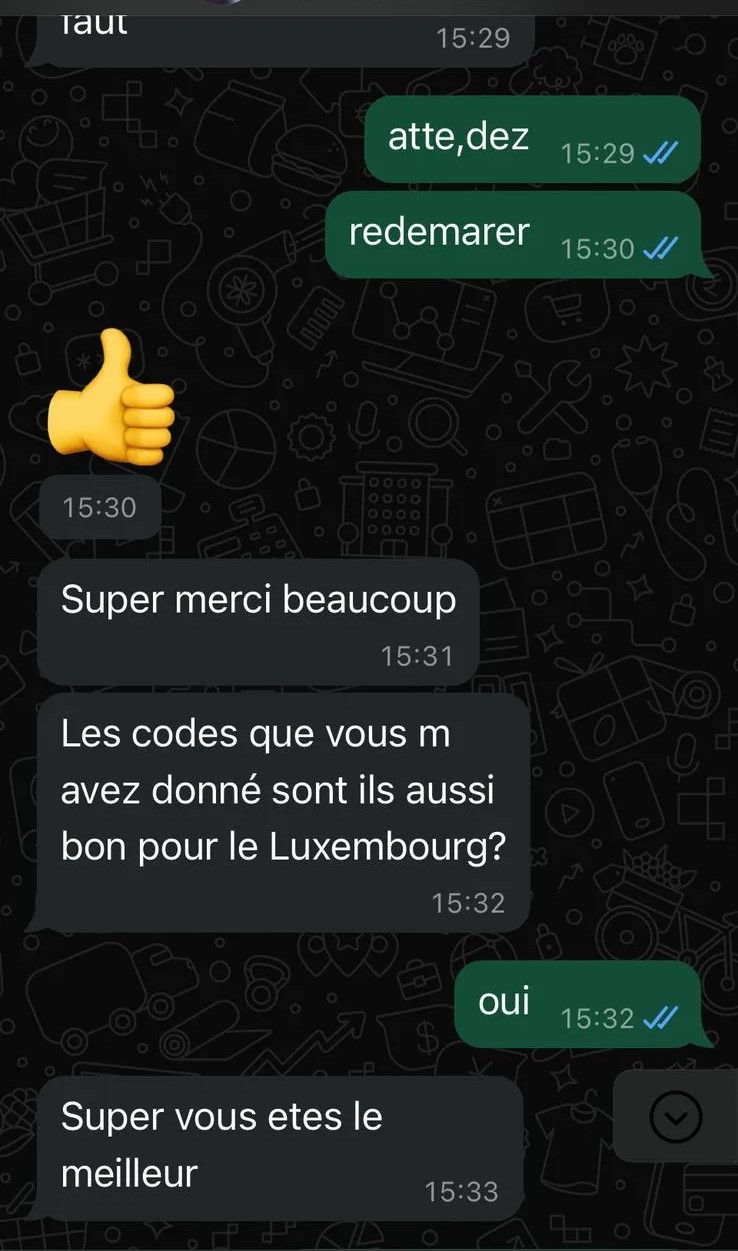 faut
15:29
atte,dez 15:29
redemarer 15:30
15:30
Super merci beaucoup
15:31
Les codes que vous m
avez donné sont ils aussi
bon pour le Luxembourg?
15:32
oui 15:32
Super vous etes le
meilleur 15:33